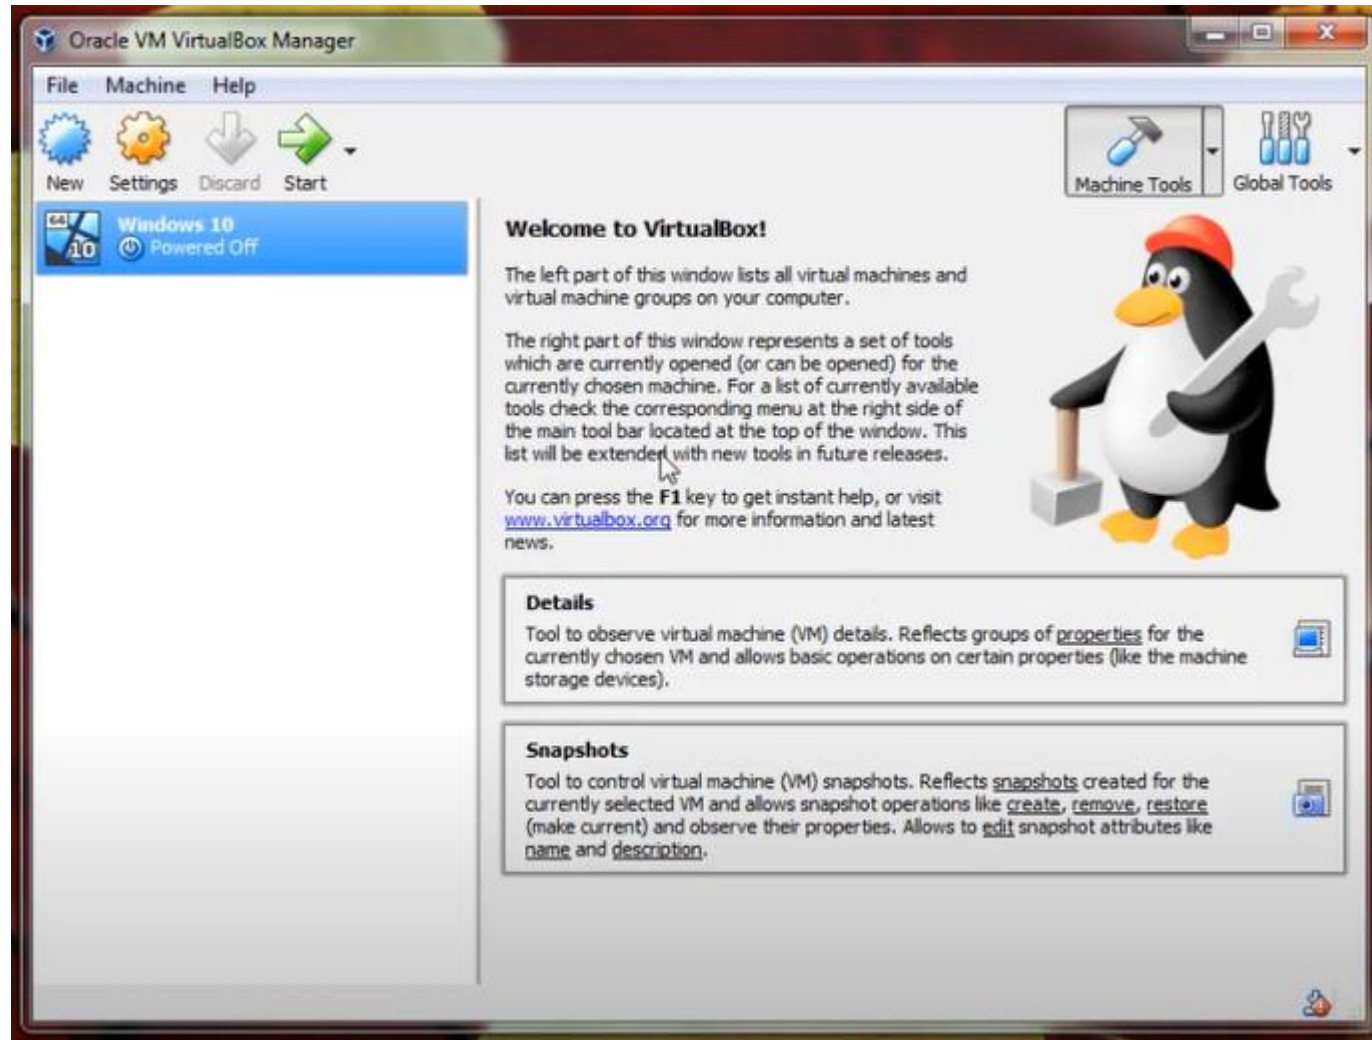 Oracle VM VirtualBox Manager
File Machine Help
New Settings Discard Start Machine Tools Global Tools
64 10 Windows 10
Powered Off
Welcome to VirtualBox!
The left part of this window lists all virtual machines and
virtual machine groups on your computer.
The right part of this window represents a set of tools
which are currently opened (or can be opened) for the
currently chosen machine. For a list of currently available
tools check the corresponding menu at the right side of
the main tool bar located at the top of the window. This
list will be extended with new tools in future releases.
You can press the F1 key to get instant help, or visit
www.virtualbox.org for more information and latest
news.
Details
Tool to observe virtual machine (VM) details. Reflects groups of properties for the
currently chosen VM and allows basic operations on certain properties (like the machine
storage devices).
Snapshots
Tool to control virtual machine (VM) snapshots. Reflects snapshots created for the
currently selected VM and allows snapshot operations like create, remove, restore
(make current) and observe their properties. Allows to edit snapshot attributes like
name and description.